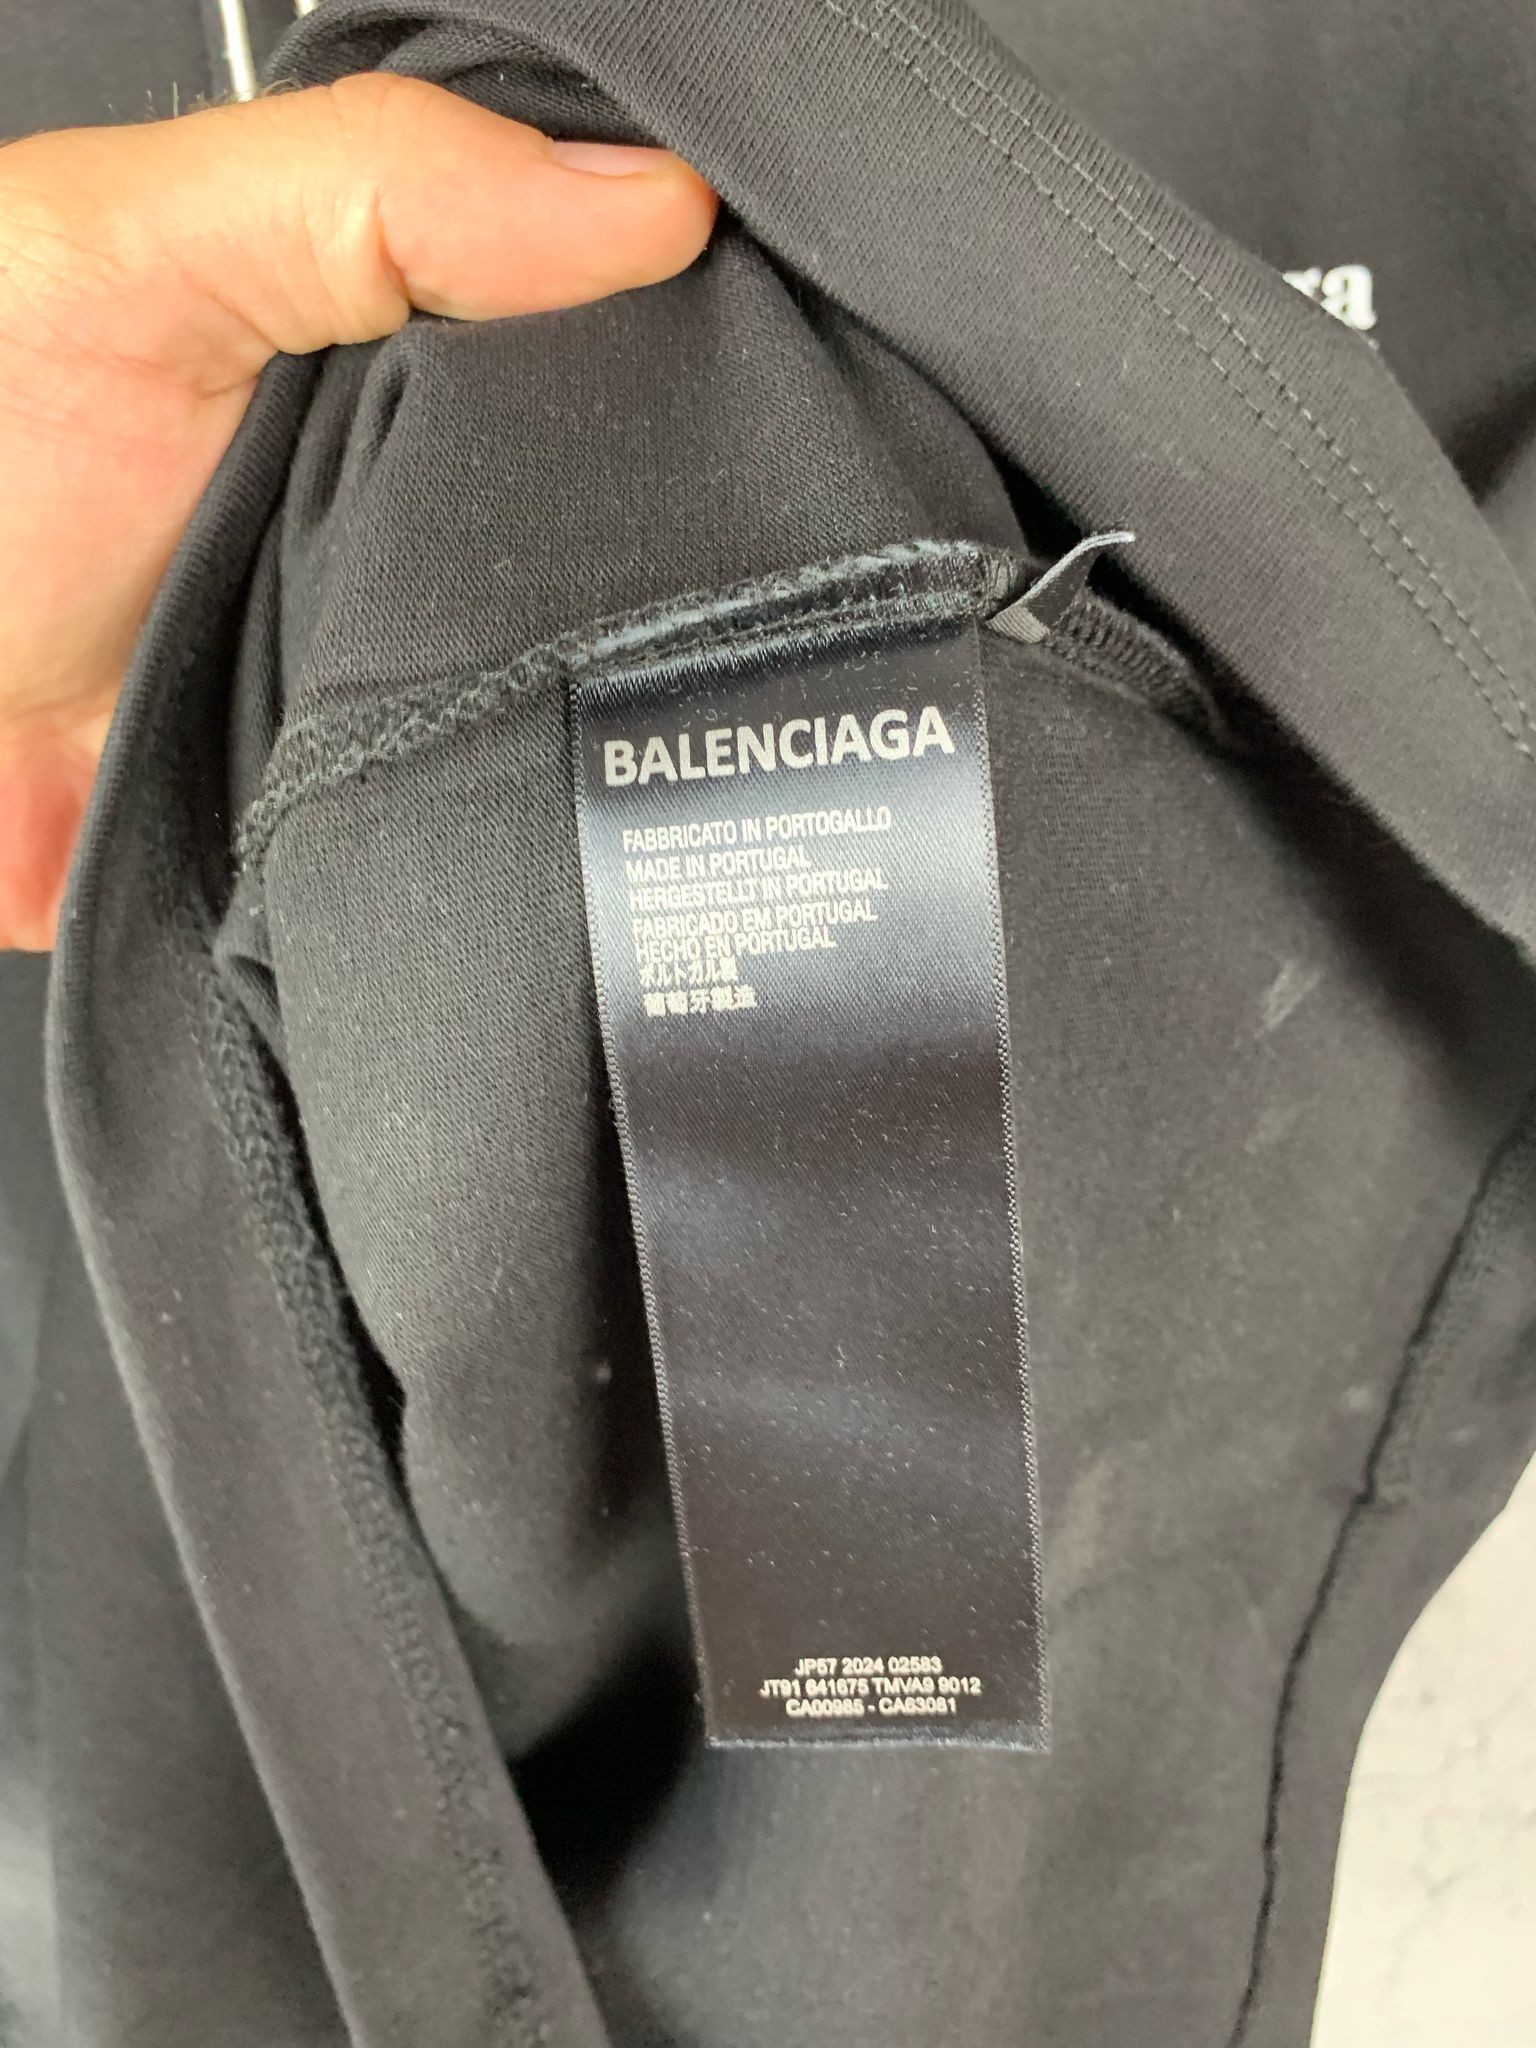 ra
BALENCIAGA
FABBRICATO IN PORTOGALLO
MADE IN PORTUGAL
HERGESTELLT IN PORTUGAL
FABRICADO EM PORTUGAL
HECHO EN PORTUGAL
ポルトガル製
葡萄牙製造
JP57 2024 02583
JT91 641675 TMVA9 9012
CA00985 - CA63081